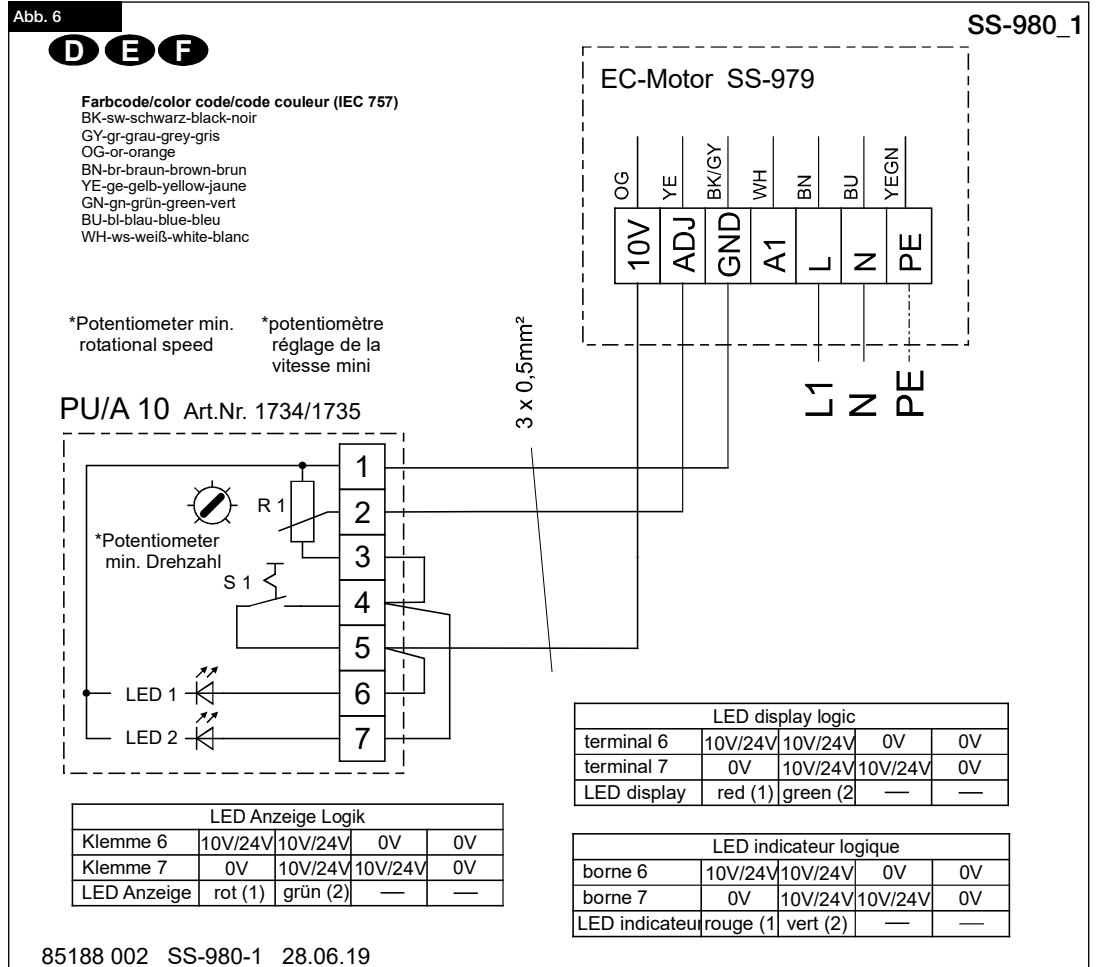 Abb. 6
SS-980_1
D E F
EC-Motor SS-979
Farbcode/color code/code couleur (IEC 757)
BK-sw-schwarz-black-noir
GY-gr-grau-grey-gris
OG-or-orange
BN-br-braun-brown-brun
YE-ge-gelb-yellow-jaune
GN-gn-grün-green-vert
BU-bl-blau-blue-bleu
WH-ws-weiß-white-blanc
OG YE BK/GY WH BN BU YEGN
10V ADJ GND A1 L N PE
L1 N PE
*Potentiometer min.
rotational speed
*potentiomètre
réglage de la
vitesse mini
3 x 0,5mm²
PU/A 10 Art.Nr. 1734/1735
1
R 1
2
*Potentiometer
min. Drehzahl
3
S 1
4
5
LED 1
6
LED 2
7
LED display logic
terminal 6 10V/24V 10V/24V 0V 0V
terminal 7 0V 10V/24V 10V/24V 0V
LED display red (1) green (2 — —
LED Anzeige Logik
Klemme 6 10V/24V 10V/24V 0V 0V
Klemme 7 0V 10V/24V 10V/24V 0V
LED Anzeige rot (1) grün (2) — —
LED indicateur logique
borne 6 10V/24V 10V/24V 0V 0V
borne 7 0V 10V/24V 10V/24V 0V
LED indicateur rouge (1 vert (2) — —
85188 002 SS-980-1 28.06.19